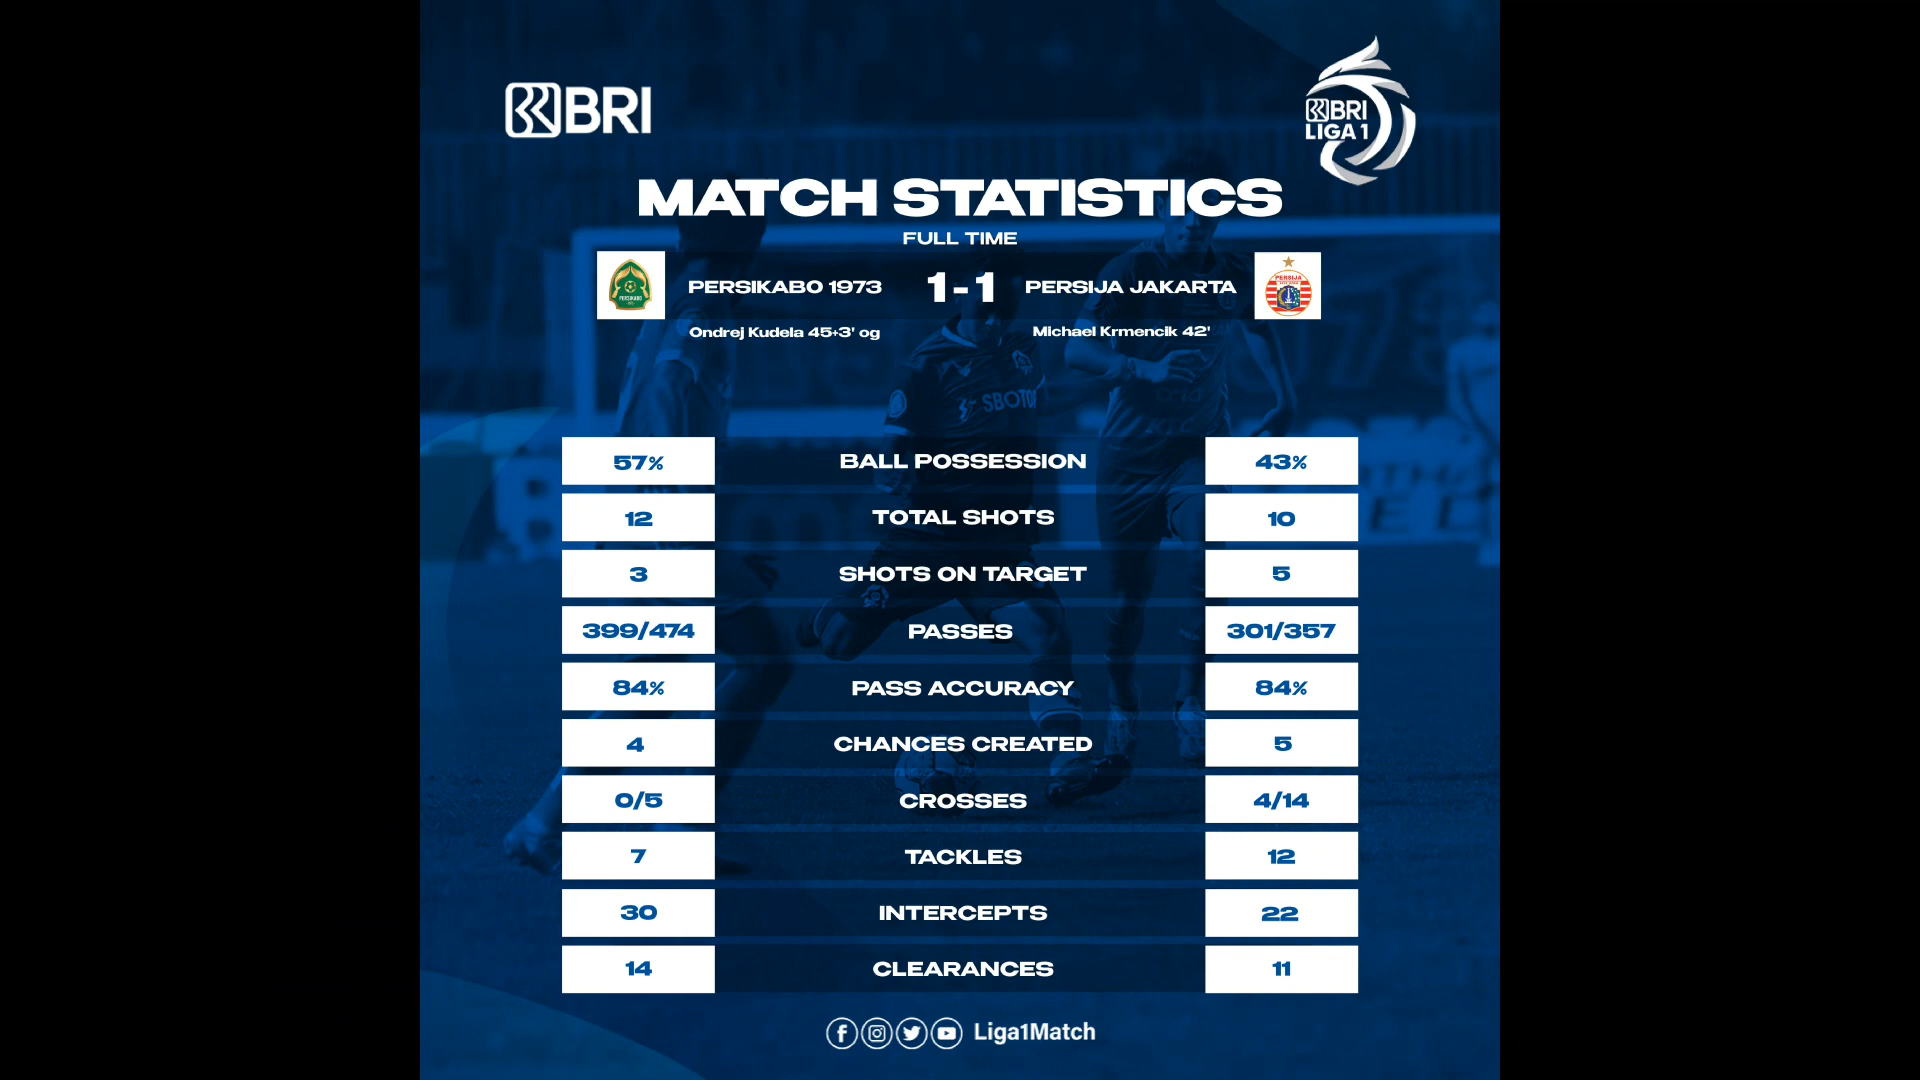 BRI
BRI
LIGA 1
MATCH STATISTICS
FULL TIME
PERSIKABO 1973 1-1 PERSIJA JAKARTA
PERSIKABO
PERSIJA
Ondrej Kudela 45+3' og
Michael Krmencik 42'
SBOTOP
57% BALL POSSESSION 43%
12 TOTAL SHOTS 10
3 SHOTS ON TARGET 5
399/474 PASSES 301/357
84% PASS ACCURACY 84%
4 CHANCES CREATED 5
0/5 CROSSES 4/14
7 TACKLES 12
30 INTERCEPTS 22
14 CLEARANCES 11
Liga1Match